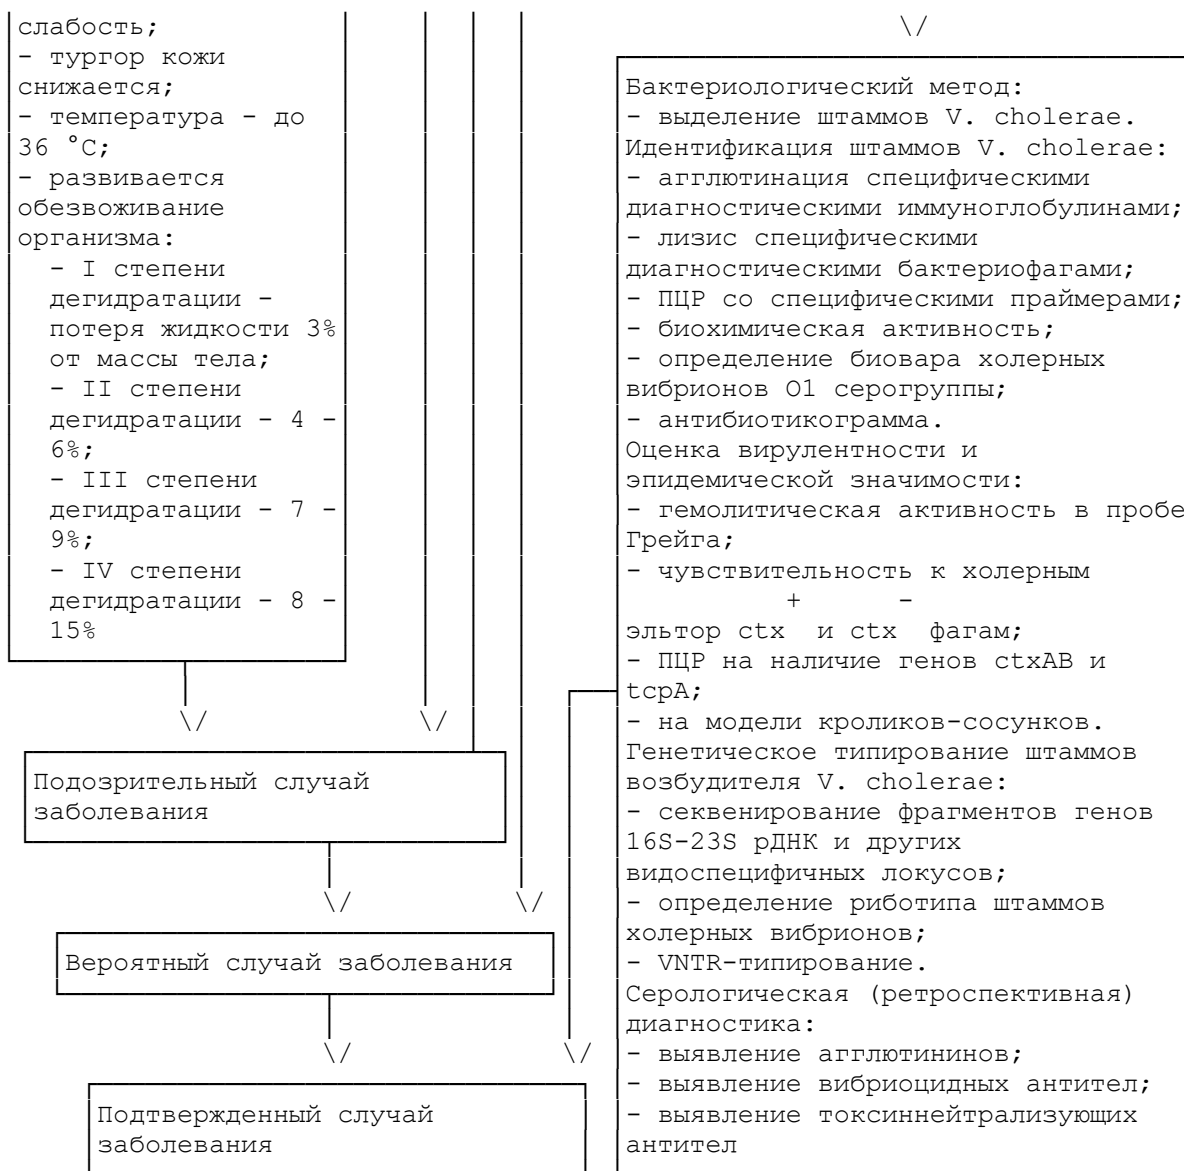 слабость;
- тургор кожи
снижается;
- температура - до
36 °C;
- развивается
обезвоживание
организма:
- I степени
дегидратации -
потеря жидкости 3%
от массы тела;
- II степени
дегидратации - 4 -
6%;
- III степени
дегидратации - 7 -
9%;
- IV степени
дегидратации - 8 -
15%
\/
\/
Подозрительный случай
заболевания
\/
\/
Вероятный случай заболевания
\/
\/
Подтвержденный случай
заболевания
\/
Бактериологический метод:
- выделение штаммов V. cholerae.
Идентификация штаммов V. cholerae:
- агглютинация специфическими
диагностическими иммуноглобулинами;
- лизис специфическими
диагностическими бактериофагами;
- ПЦР со специфическими праймерами;
- биохимическая активность;
- определение биовара холерных
вибрионов O1 серогруппы;
- антибиотикограмма.
Оценка вирулентности и
эпидемической значимости:
- гемолитическая активность в пробе
Грейга;
- чувствительность к холерным
+ -
эльтор ctx и ctx фагам;
- ПЦР на наличие генов ctxAB и
tcpA;
- на модели кроликов-сосунков.
Генетическое типирование штаммов
возбудителя V. cholerae:
- секвенирование фрагментов генов
16S-23S рДНК и других
видоспецифичных локусов;
- определение риботипа штаммов
холерных вибрионов;
- VNTR-типирование.
Серологическая (ретроспективная)
диагностика:
- выявление агглютининов;
- выявление вибриоцидных антител;
- выявление токсиннейтрализующих
антител